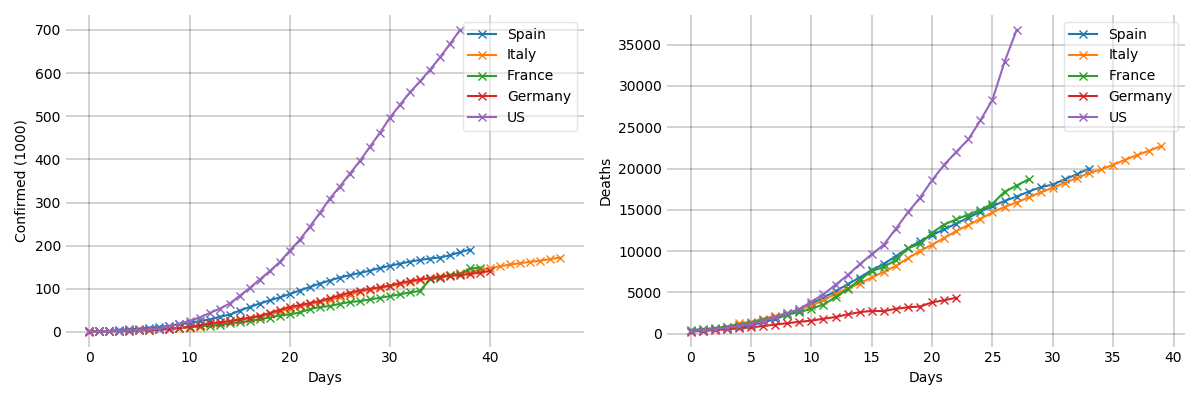 700
600
500
400
300
200
100
0
Confirmed (1000)
0
10
20
30
40
Days
Spain
Italy
France
Germany
US
35000
30000
25000
20000
15000
10000
5000
0
Deaths
0
5
10
15
20
25
30
35
40
Days
Spain
Italy
France
Germany
US